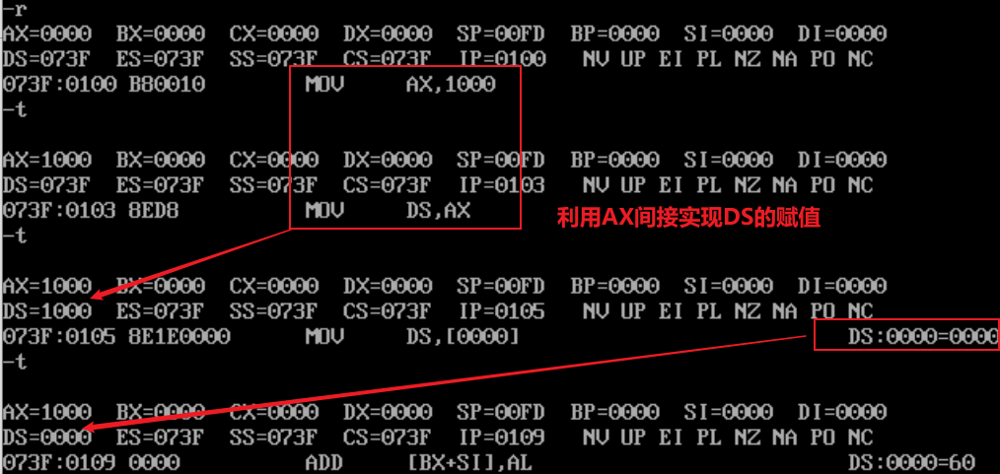 -r
AX=0000 BX=0000 CX=0000 DX=0000 SP=00FD BP=0000 SI=0000 DI=0000
DS=073F ES=073F SS=073F CS=073F IP=0100 NV UP EI PL NZ NA PO NC
073F:0100 B80010 MOV AX,1000
-t
AX=1000 BX=0000 CX=0000 DX=0000 SP=00FD BP=0000 SI=0000 DI=0000
DS=073F ES=073F SS=073F CS=073F IP=0103 NV UP EI PL NZ NA PO NC
073F:0103 8ED8 MOV DS,AX
利用AX间接实现DS的赋值
-t
AX=1000 BX=0000 CX=0000 DX=0000 SP=00FD BP=0000 SI=0000 DI=0000
DS=1000 ES=073F SS=073F CS=073F IP=0105 NV UP EI PL NZ NA PO NC
073F:0105 8E1E0000 MOV DS,[0000] DS:0000=0000
-t
AX=1000 BX=0000 CX=0000 DX=0000 SP=00FD BP=0000 SI=0000 DI=0000
DS=0000 ES=073F SS=073F CS=073F IP=0109 NV UP EI PL NZ NA PO NC
073F:0109 0000 ADD [BX+SI],AL DS:0000=60